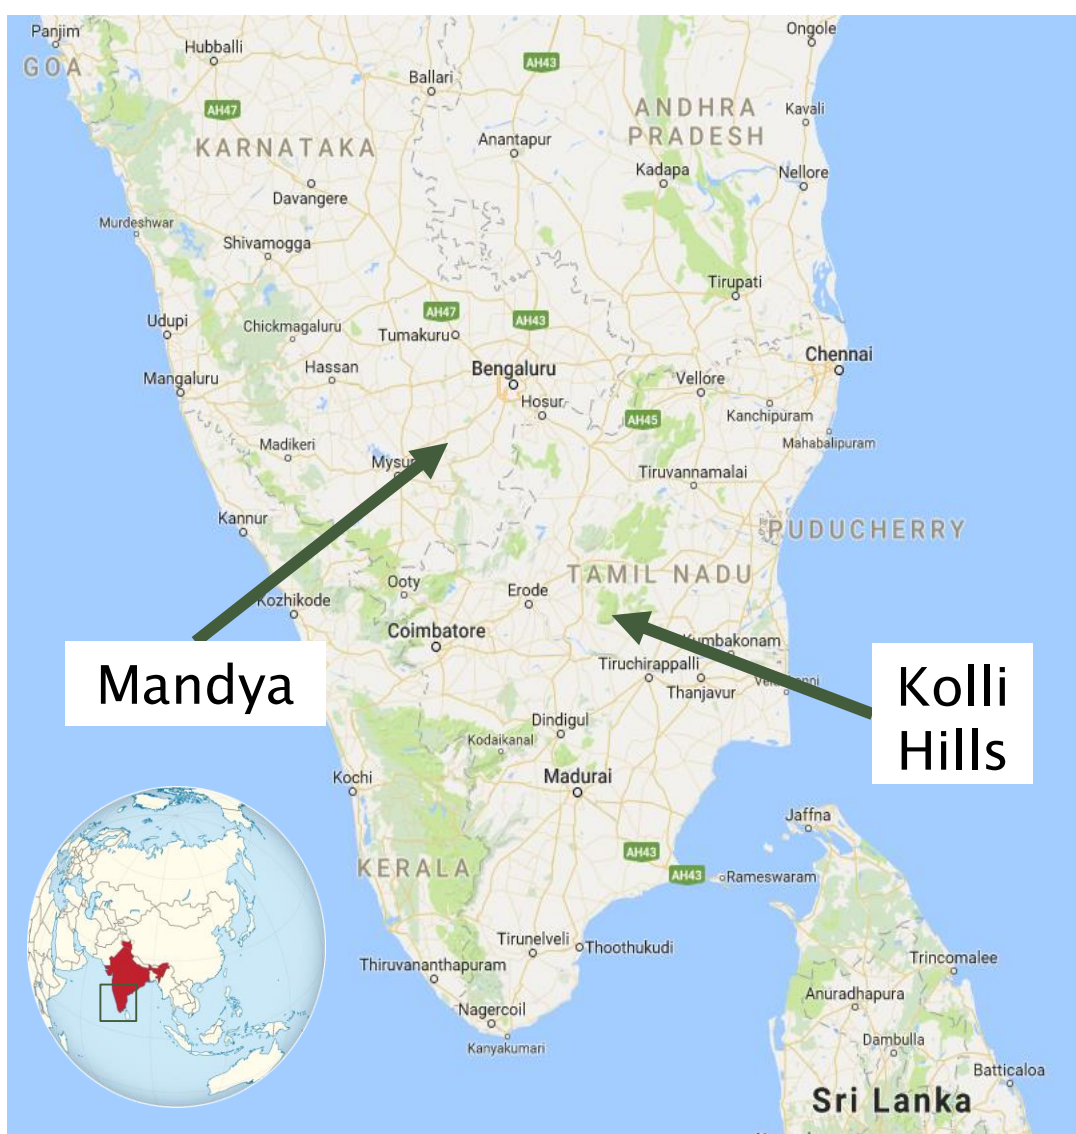 Panjim
Ongole
GOA
Hubballi
AH43
Ballari
AH47
ANDHRA
PRADESH
Kavali
KARNATAKA
Anantapur
Kadapa
Nellore
Davangere
Murdeshwar
Shivamogga
Tirupati
AH47
AH43
Udupi
Chickmagaluru
Tumakuru
Chennai
Hassan
Bengaluru
Mangaluru
Vellore
Hosur
AH45
Kanchipuram
Madikeri
Mahabalipuram
Mysur
Tiruvannamalai
Kannur
PUDUCHERRY
Ooty
TAMIL NADU
Erode
Kozhikode
Coimbatore
Kumbakonam
Mandya
Tiruchirappalli
Kolli
Hills
Thanjavur
Dindigul
Kodaikanal
Kochi
Madurai
Jaffna
AH43
KERALA
AH43
Rameswaram
Tirunelveli
Thoothukudi
Thiruvananthapuram
Trincomalee
Anuradhapura
Nagercoil
Kanyakumari
Dambulla
Batticaloa
Sri Lanka